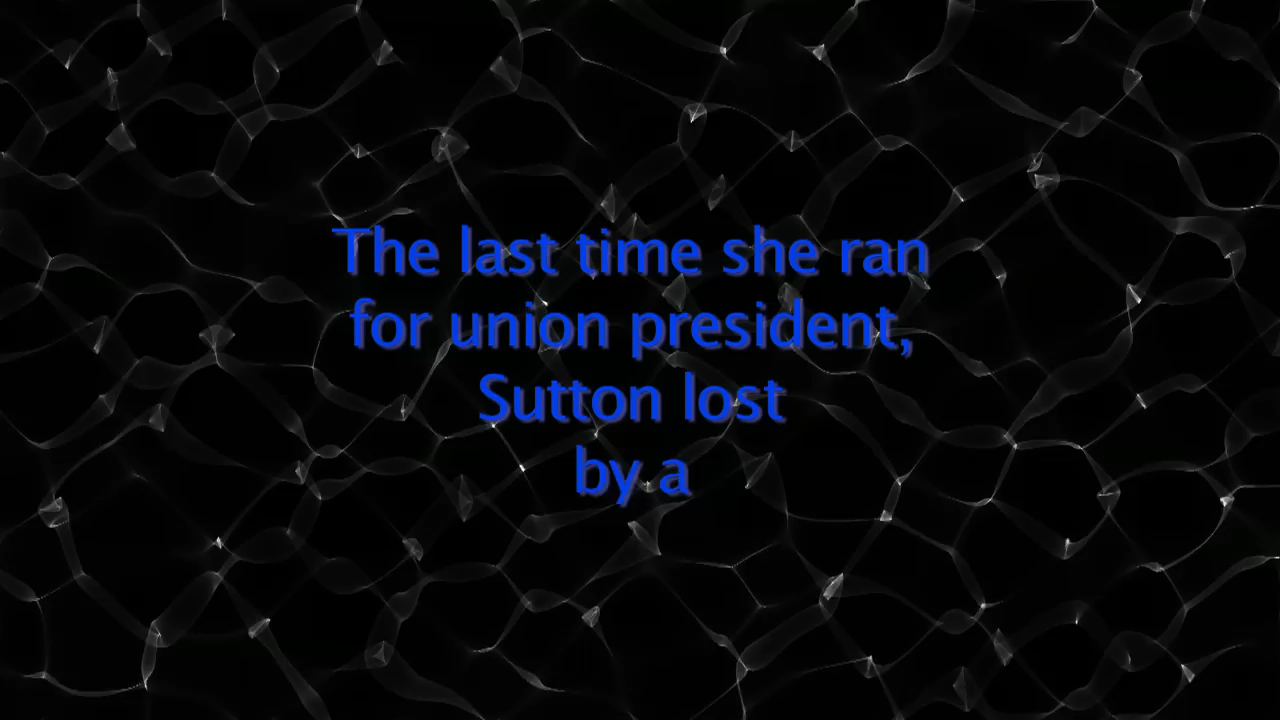 The last time she ran
for union president,
Sutton lost
by a